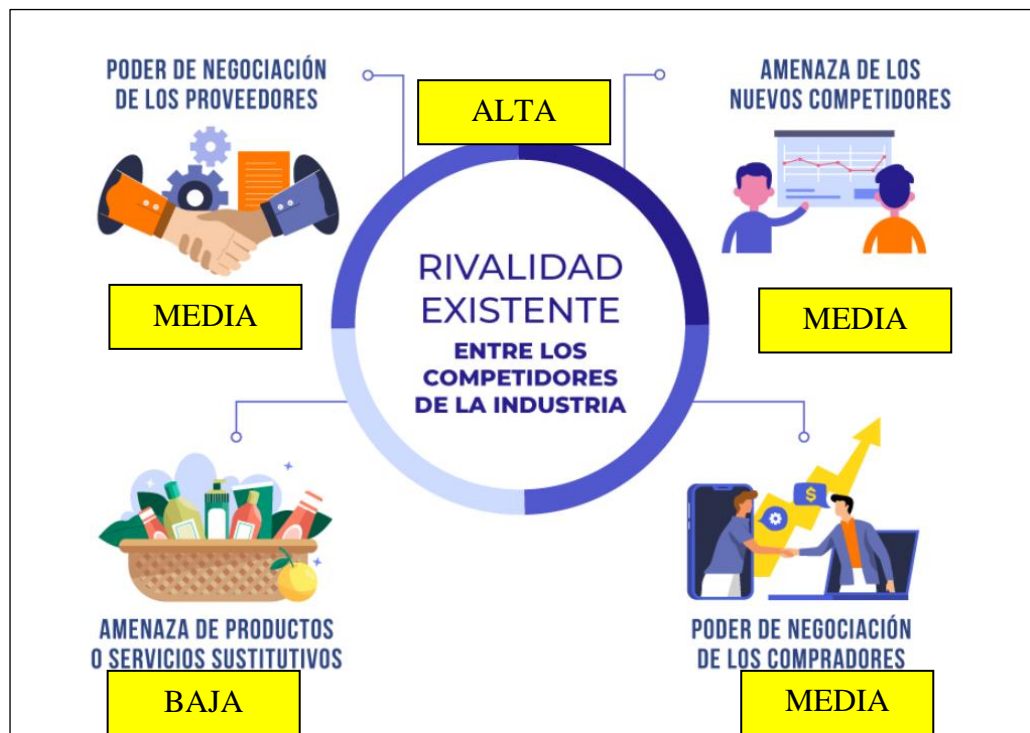 PODER DE NEGOCIACIÓN
DE LOS PROVEEDORES
MEDIA
ALTA
AMENAZA DE LOS
NUEVOS COMPETIDORES
MEDIA
RIVALIDAD
EXISTENTE
ENTRE LOS
COMPETIDORES
DE LA INDUSTRIA
AMENAZA DE PRODUCTOS
O SERVICIOS SUSTITUTIVOS
BAJA
$
PODER DE NEGOCIACIÓN
DE LOS COMPRADORES
MEDIA